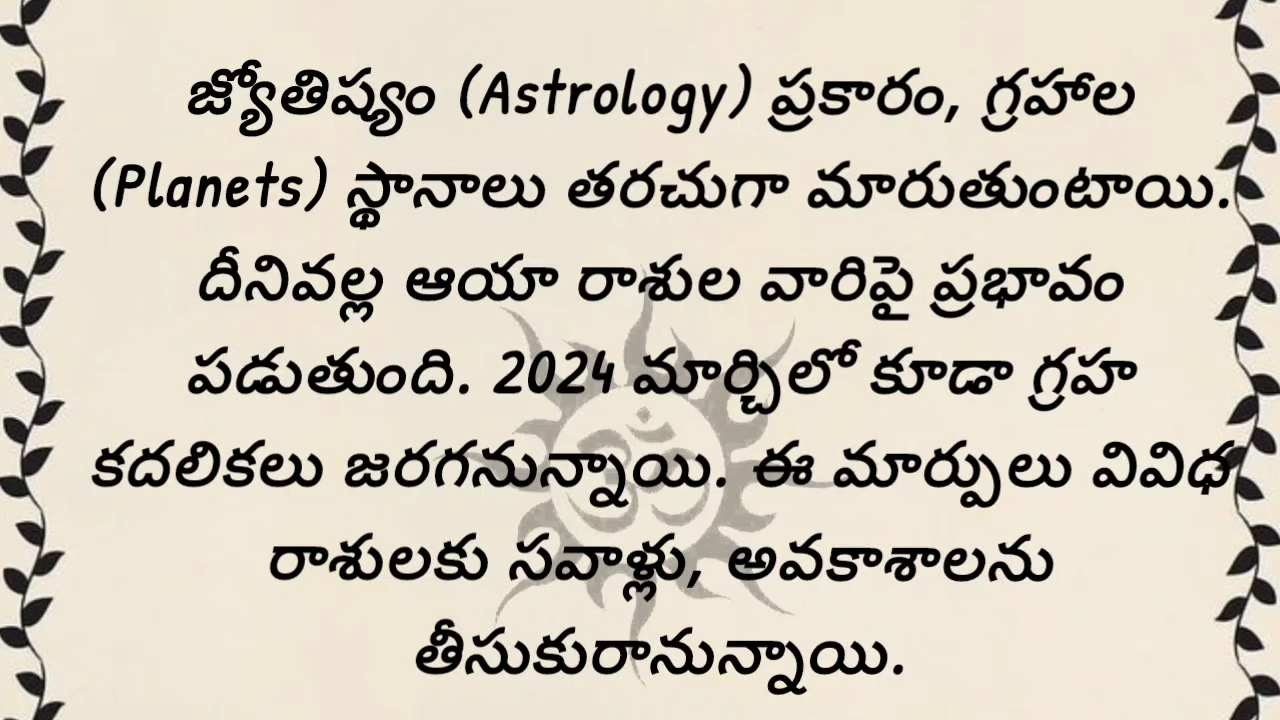 జ్యోతిష్యం (Astrology) ప్రకారం, గ్రహాల
(Planets) స్థానాలు తరచుగా మారుతుంటాయి.
దీనివల్ల ఆయా రాశుల వారిపై ప్రభావం
పడుతుంది. 2024 మార్చిలో కూడా గ్రహ
కదలికలు జరగనున్నాయి. ఈ మార్పులు వివిధ
రాశులకు సవాళ్లు, అవకాశాలను
తీసుకురానున్నాయి.